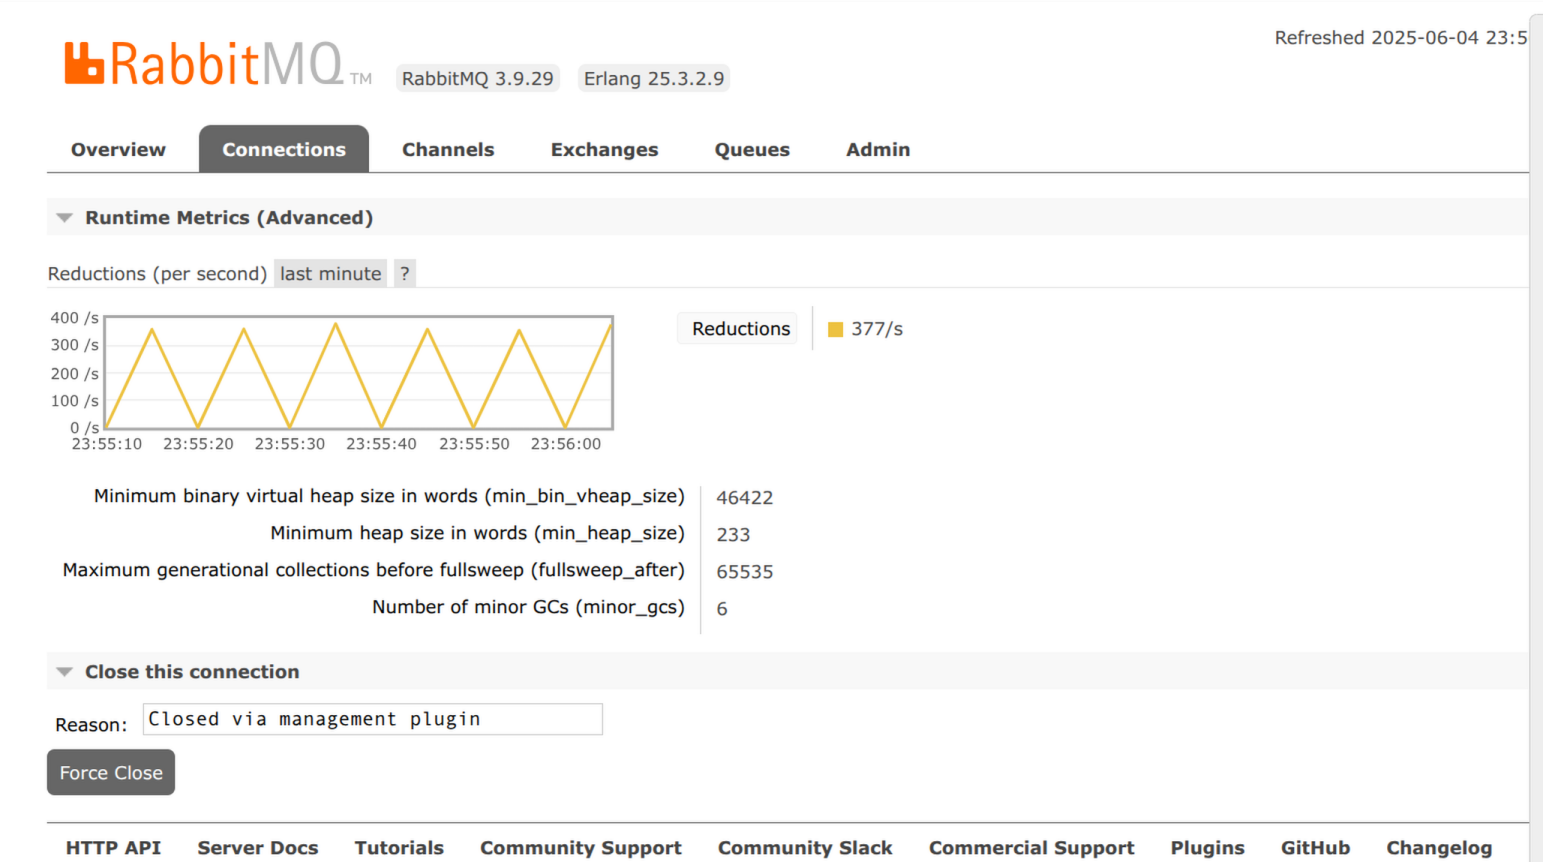 Refreshed 2025-06-04 23:5
RabbitMQ TM RabbitMQ 3.9.29 Erlang 25.3.2.9
Overview Connections Channels Exchanges Queues Admin
Runtime Metrics (Advanced)
Reductions (per second) last minute ?
400 /s
300 /s
200 /s
100 /s
0 /s
23:55:10 23:55:20 23:55:30 23:55:40 23:55:50 23:56:00
Reductions 377/s
Minimum binary virtual heap size in words (min_bin_vheap_size) 46422
Minimum heap size in words (min_heap_size) 233
Maximum generational collections before fullsweep (fullsweep_after) 65535
Number of minor GCs (minor_gcs) 6
Close this connection
Reason: Closed via management plugin
Force Close
HTTP API Server Docs Tutorials Community Support Community Slack Commercial Support Plugins GitHub Changelog